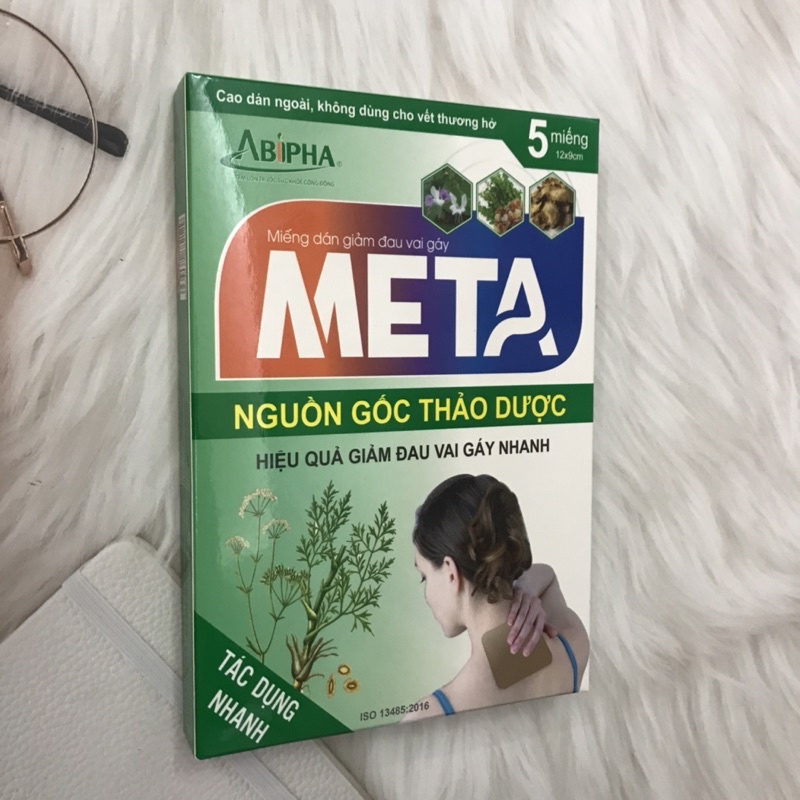 Cao dán ngoài, không dùng cho vết thương hở
5 miếng
12x9cm
ABIPHA®
Miếng dán giảm đau vai gáy
META
NGUỒN GỐC THẢO DƯỢC
HIỆU QUẢ GIẢM ĐAU VAI GÁY NHANH
TÁC DỤNG
NHANH
ISO 13485:2016